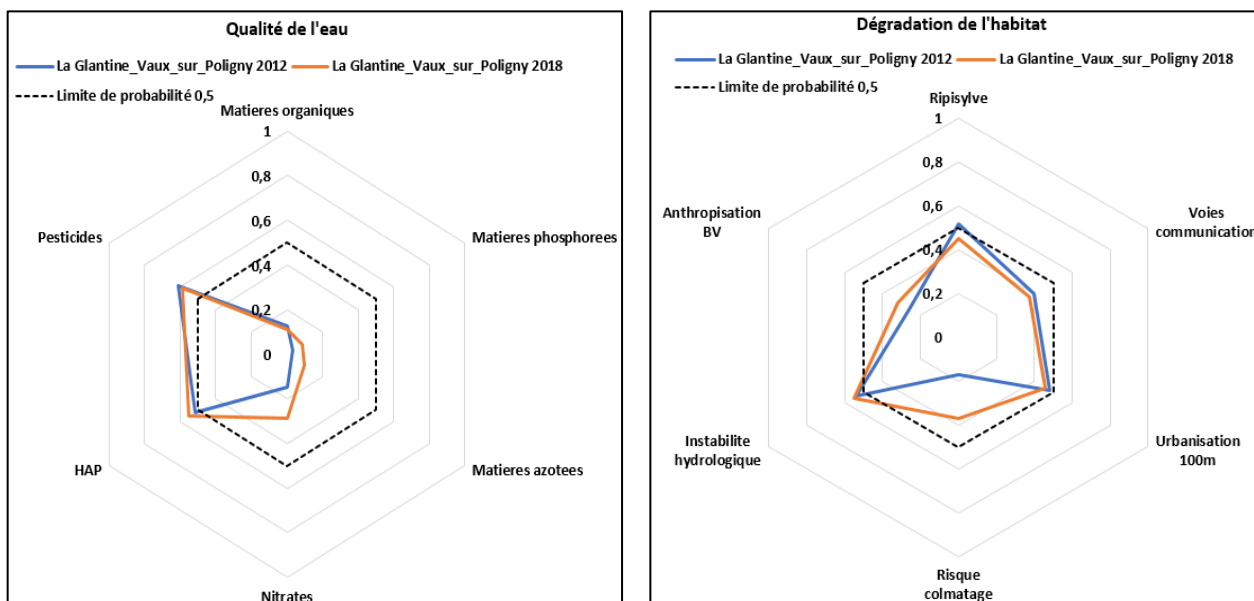 Qualité de l'eau
La Glantine_Vaux_sur_Poligny 2012
La Glantine_Vaux_sur_Poligny 2018
Limite de probabilité 0,5
Matieres organiques
1
0,8
0,6
0,4
0,2
0
Pesticides
Matieres phosphorees
HAP
Matieres azotees
Nitrates
Dégradation de l'habitat
La Glantine_Vaux_sur_Poligny 2012
La Glantine_Vaux_sur_Poligny 2018
Limite de probabilité 0,5
Ripisylve
1
0,8
0,6
0,4
0,2
0
Anthropisation
BV
Voies
communication
Instabilite
hydrologique
Urbanisation
100m
Risque
colmatage